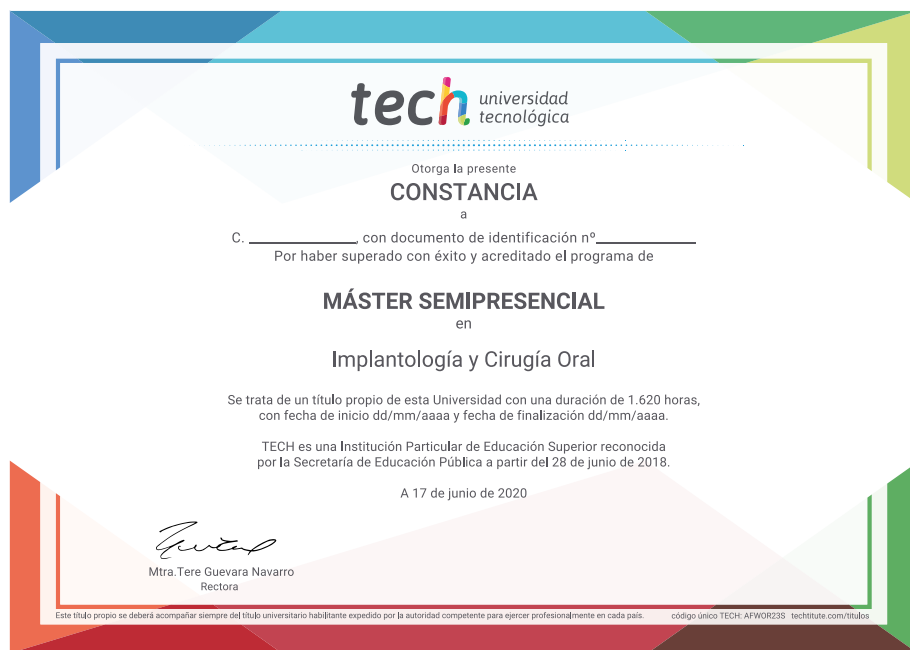 tech universidad
tecnológica
Otorga la presente
CONSTANCIA
a
C. ____________, con documento de identificación nº____________
Por haber superado con éxito y acreditado el programa de
MÁSTER SEMIPRESENCIAL
en
Implantología y Cirugía Oral
Se trata de un título propio de esta Universidad con una duración de 1.620 horas,
con fecha de inicio dd/mm/aaaa y fecha de finalización dd/mm/aaaa.
TECH es una Institución Particular de Educación Superior reconocida
por la Secretaría de Educación Pública a partir del 28 de junio de 2018.
A 17 de junio de 2020
Mtra.Tere Guevara Navarro
Rectora
Este título propio se deberá acompañar siempre del título universitario habilitante expedido por la autoridad competente para ejercer profesionalmente en cada país. código único TECH: AFWOR23S techtitute.com/titulos